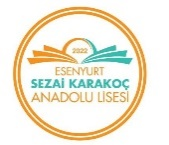 2022
ESENYURT
SEZAİ KARAKOÇ
ANADOLU LİSESİ